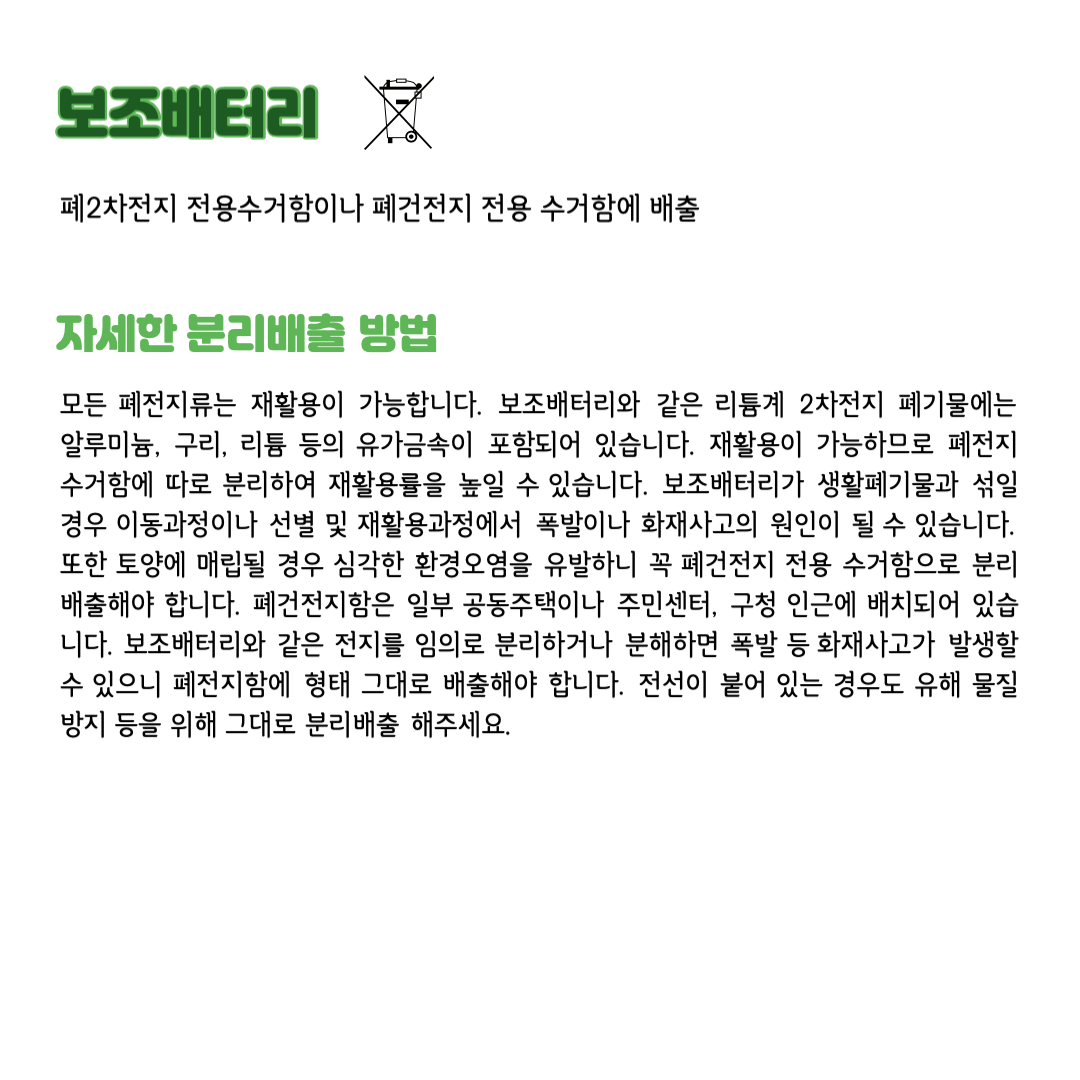 보조배터리
폐2차전지 전용수거함이나 폐건전지 전용 수거함에 배출
자세한 분리배출 방법
모든 폐전지류는 재활용이 가능합니다. 보조배터리와 같은 리튬계 2차전지 폐기물에는
알루미늄, 구리, 리튬 등의 유가금속이 포함되어 있습니다. 재활용이 가능하므로 폐전지
수거함에 따로 분리하여 재활용률을 높일 수 있습니다. 보조배터리가 생활폐기물과 섞일
경우 이동과정이나 선별 및 재활용과정에서 폭발이나 화재사고의 원인이 될 수 있습니다.
또한 토양에 매립될 경우 심각한 환경오염을 유발하니 꼭 폐건전지 전용 수거함으로 분리
배출해야 합니다. 폐건전지함은 일부 공동주택이나 주민센터, 구청 인근에 배치되어 있습
니다. 보조배터리와 같은 전지를 임의로 분리하거나 분해하면 폭발 등 화재사고가 발생할
수 있으니 폐전지함에 형태 그대로 배출해야 합니다. 전선이 붙어 있는 경우도 유해 물질
방지 등을 위해 그대로 분리배출 해주세요.